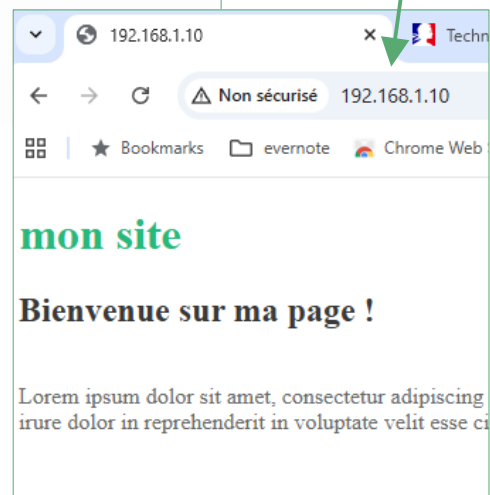 192.168.1.10
Techn
Non sécurisé 192.168.1.10
Bookmarks evernote Chrome Web
mon site
Bienvenue sur ma page !
Lorem ipsum dolor sit amet, consectetur adipiscing
irure dolor in reprehenderit in voluptate velit esse ci